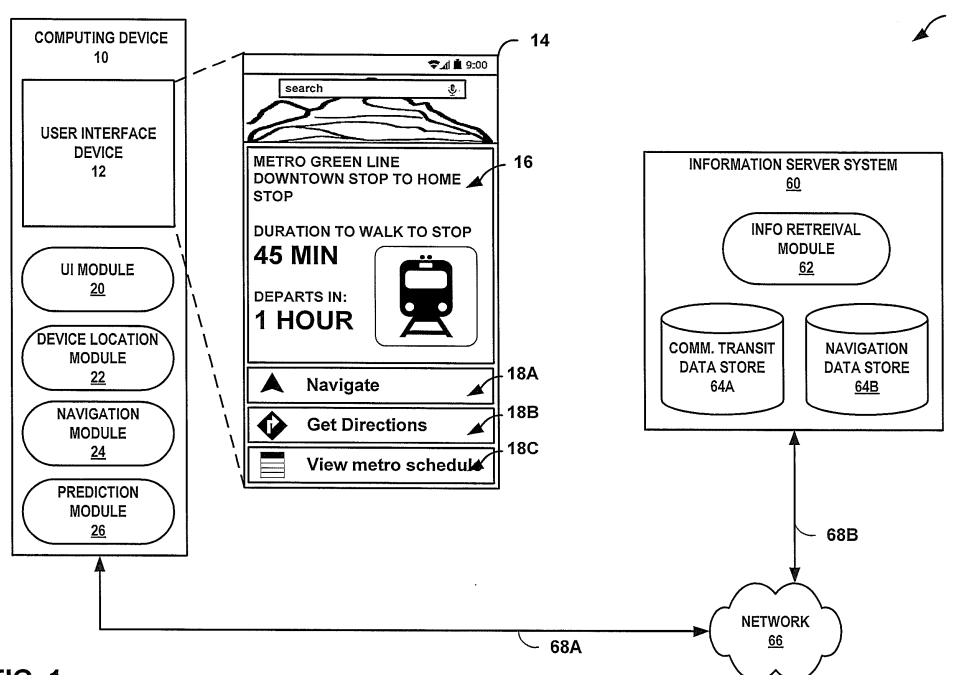 COMPUTING DEVICE
10
USER INTERFACE
DEVICE
12
UI MODULE
20
DEVICE LOCATION
MODULE
22
NAVIGATION
MODULE
24
PREDICTION
MODULE
26
14
9:00
search
METRO GREEN LINE
DOWNTOWN STOP TO HOME
STOP
16
DURATION TO WALK TO STOP
45 MIN
DEPARTS IN:
1 HOUR
Navigate
18A
Get Directions
18B
View metro schedule
18C
INFORMATION SERVER SYSTEM
60
INFO RETREIVAL
MODULE
62
COMM. TRANSIT
DATA STORE
64A
NAVIGATION
DATA STORE
64B
68B
NETWORK
66
68A
FIG. 1